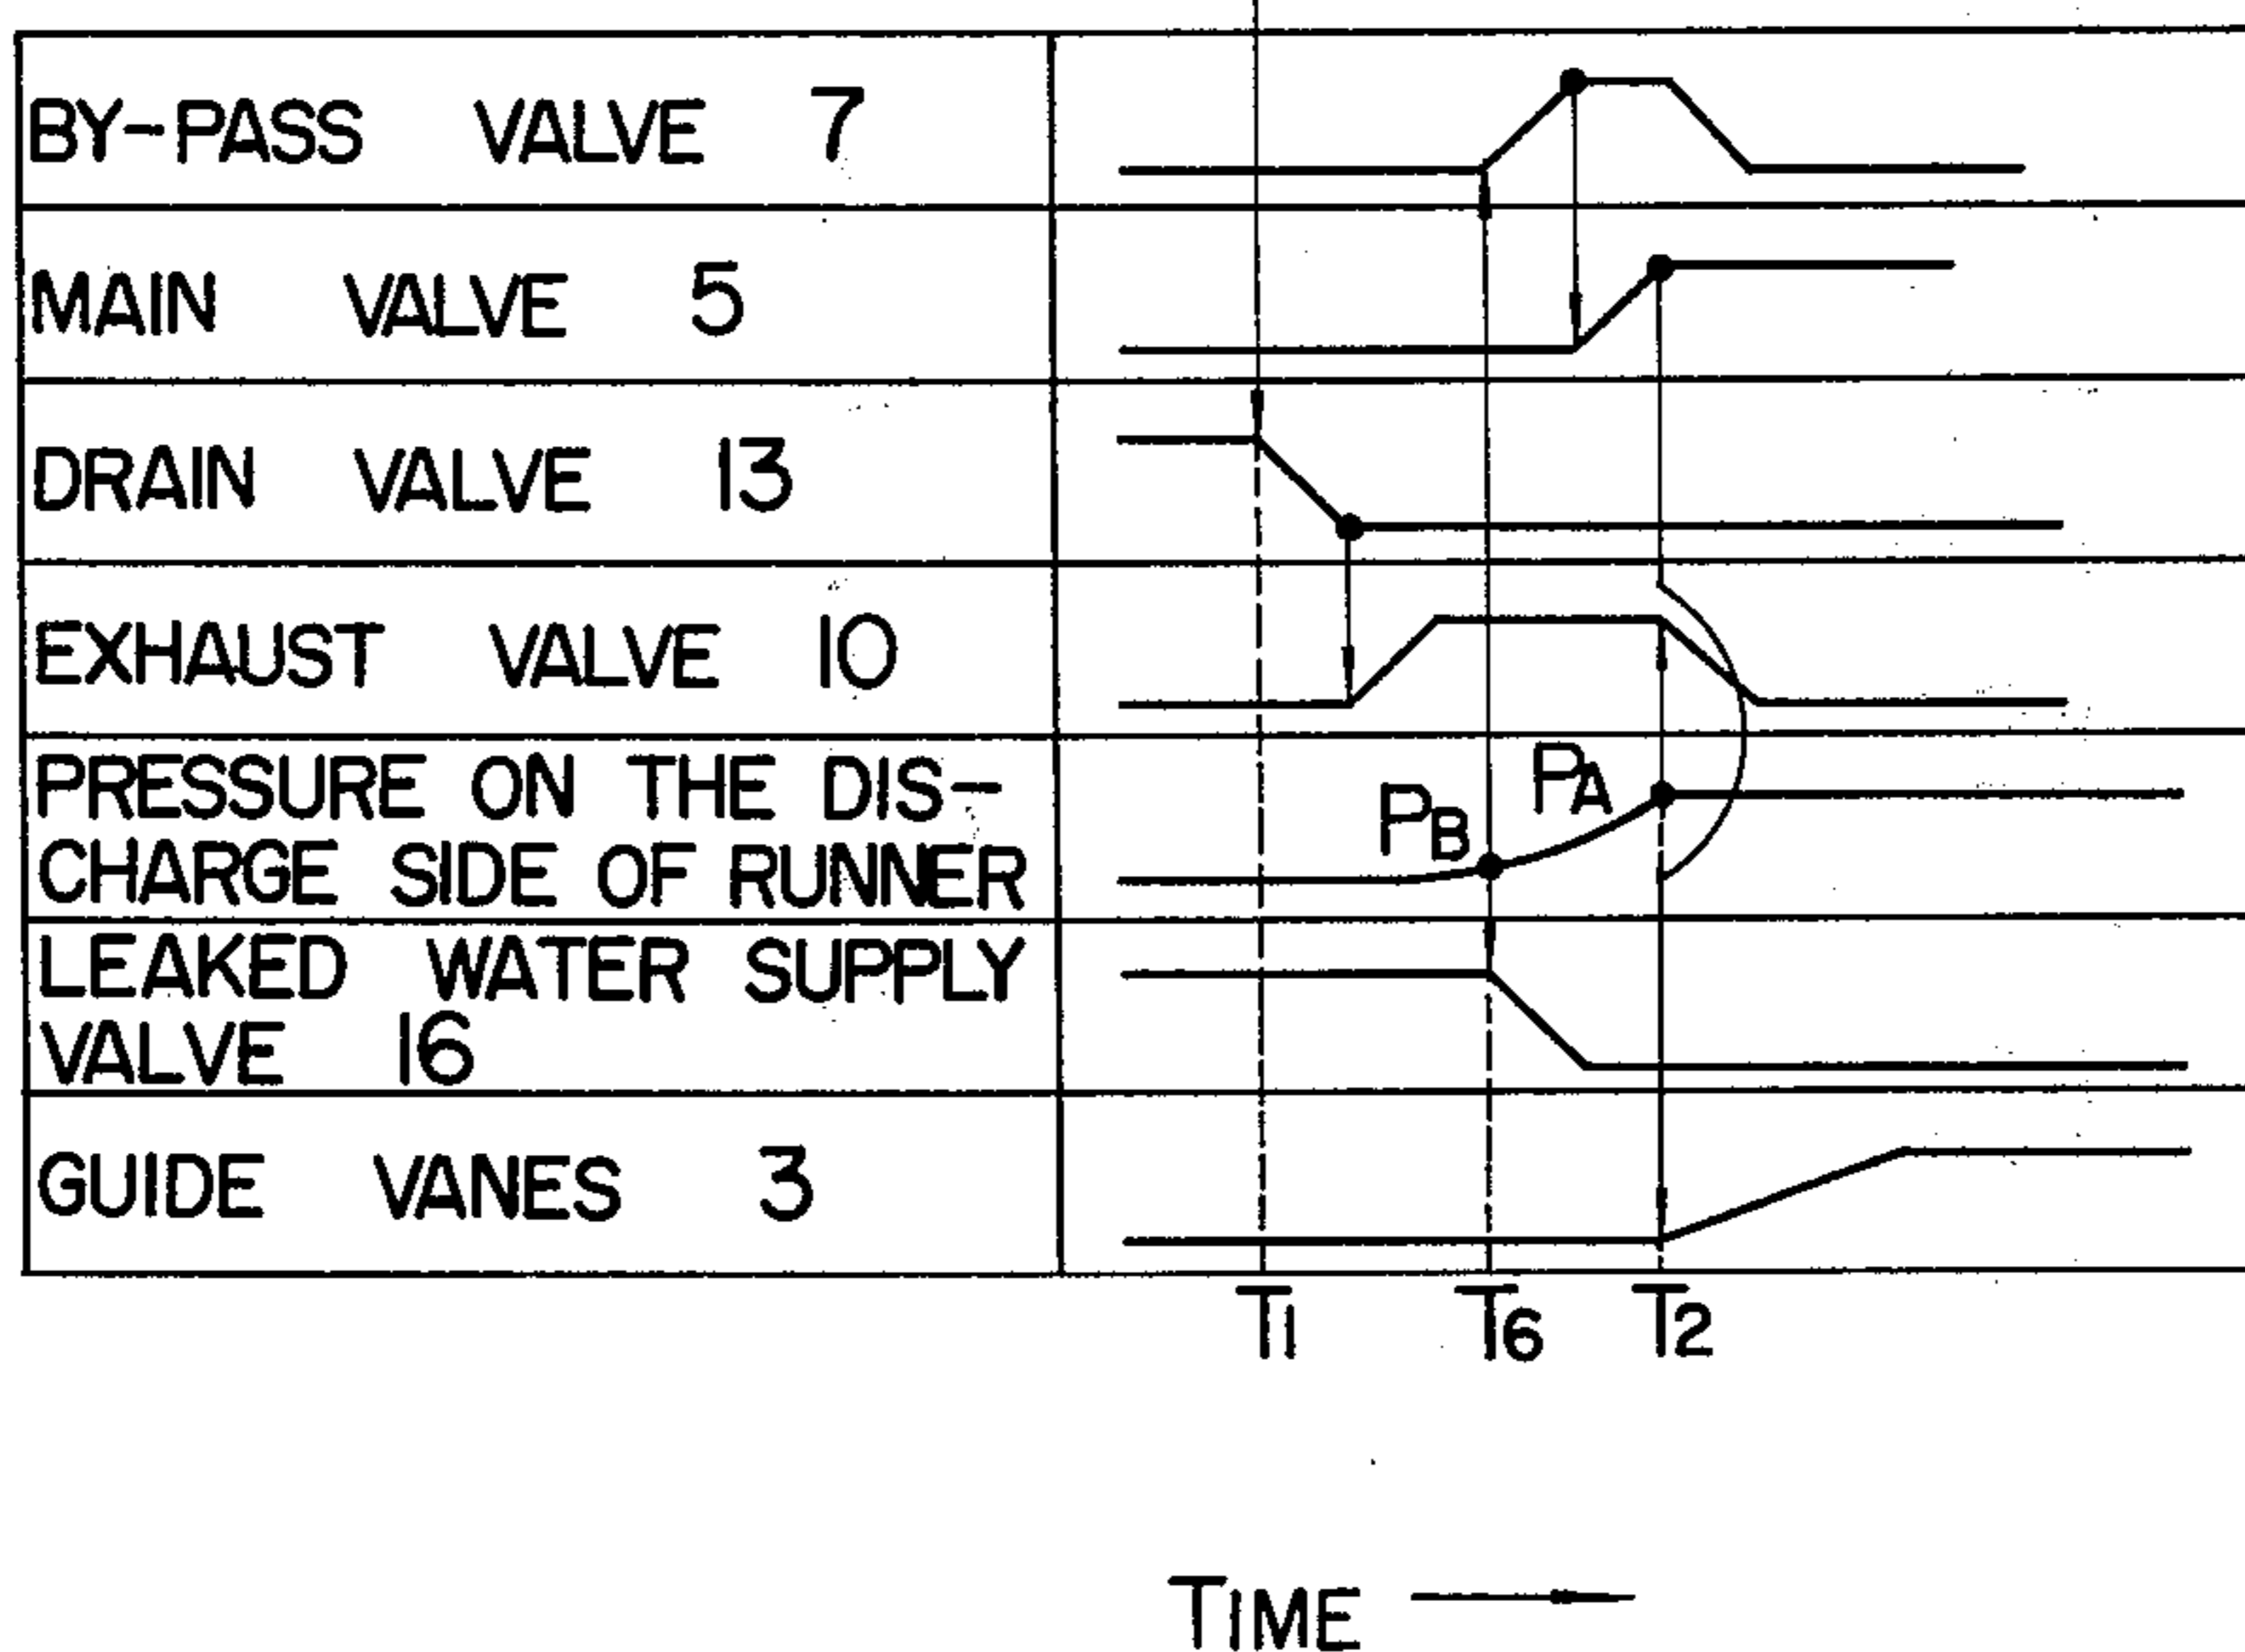 BY-PASS VALVE 7
MAIN VALVE 5
DRAIN VALVE 13
EXHAUST VALVE 10
PRESSURE ON THE DIS-
CHARGE SIDE OF RUNNER
PB PA
LEAKED WATER SUPPLY
VALVE 16
GUIDE VANES 3
T1 T6 T2
TIME